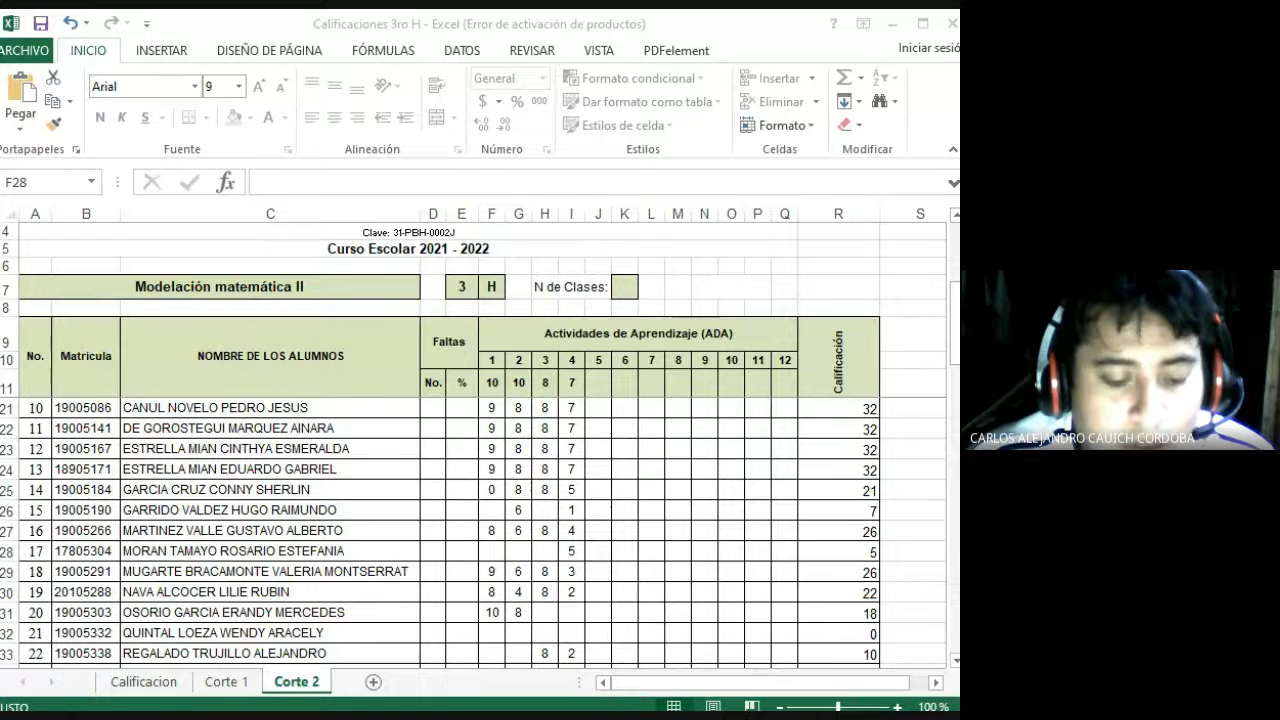 Calificaciones 3ro H - Excel (Error de activación de productos)
ARCHIVO INICIO INSERTAR DISEÑO DE PÁGINA FÓRMULAS DATOS REVISAR VISTA PDFelement Iniciar sesió
Pegar Arial 9 General Formato condicional Insertar
N K S $ % 000 Dar formato como tabla Eliminar
Estilos de celda Formato
Portapapeles Fuente Alineación Número Estilos Celdas Modificar
F28 fx
A B C D E F G H I J K L M N O P Q R S
4 Clave: 31-PBH-0002J
5 Curso Escolar 2021 - 2022
6
7 Modelación matemática II 3 H N de Clases:
8
9 No. Matricula NOMBRE DE LOS ALUMNOS Faltas Actividades de Aprendizaje (ADA) Calificación
10 1 2 3 4 5 6 7 8 9 10 11 12
11 No. % 10 10 8 7
21 10 19005086 CANUL NOVELO PEDRO JESUS 9 8 8 7 32
22 11 19005141 DE GOROSTEGUI MARQUEZ AINARA 9 8 8 7 32
23 12 19005167 ESTRELLA MIAN CINTHYA ESMERALDA 9 8 8 7 32
24 13 18905171 ESTRELLA MIAN EDUARDO GABRIEL 9 8 8 7 32
25 14 19005184 GARCIA CRUZ CONNY SHERLIN 0 8 8 5 21
26 15 19005190 GARRIDO VALDEZ HUGO RAIMUNDO 6 1 7
27 16 19005266 MARTINEZ VALLE GUSTAVO ALBERTO 8 6 8 4 26
28 17 17805304 MORAN TAMAYO ROSARIO ESTEFANIA 5 5
29 18 19005291 MUGARTE BRACAMONTE VALERIA MONTSERRAT 9 6 8 3 26
30 19 20105288 NAVA ALCOCER LILIE RUBIN 8 4 8 2 22
31 20 19005303 OSORIO GARCIA ERANDY MERCEDES 10 8 18
32 21 19005332 QUINTAL LOEZA WENDY ARACELY 0
33 22 19005338 REGALADO TRUJILLO ALEJANDRO 8 2 10
Calificacion Corte 1 Corte 2
LISTO 100 %
CARLOS ALEJANDRO CAUICH CORDOBA